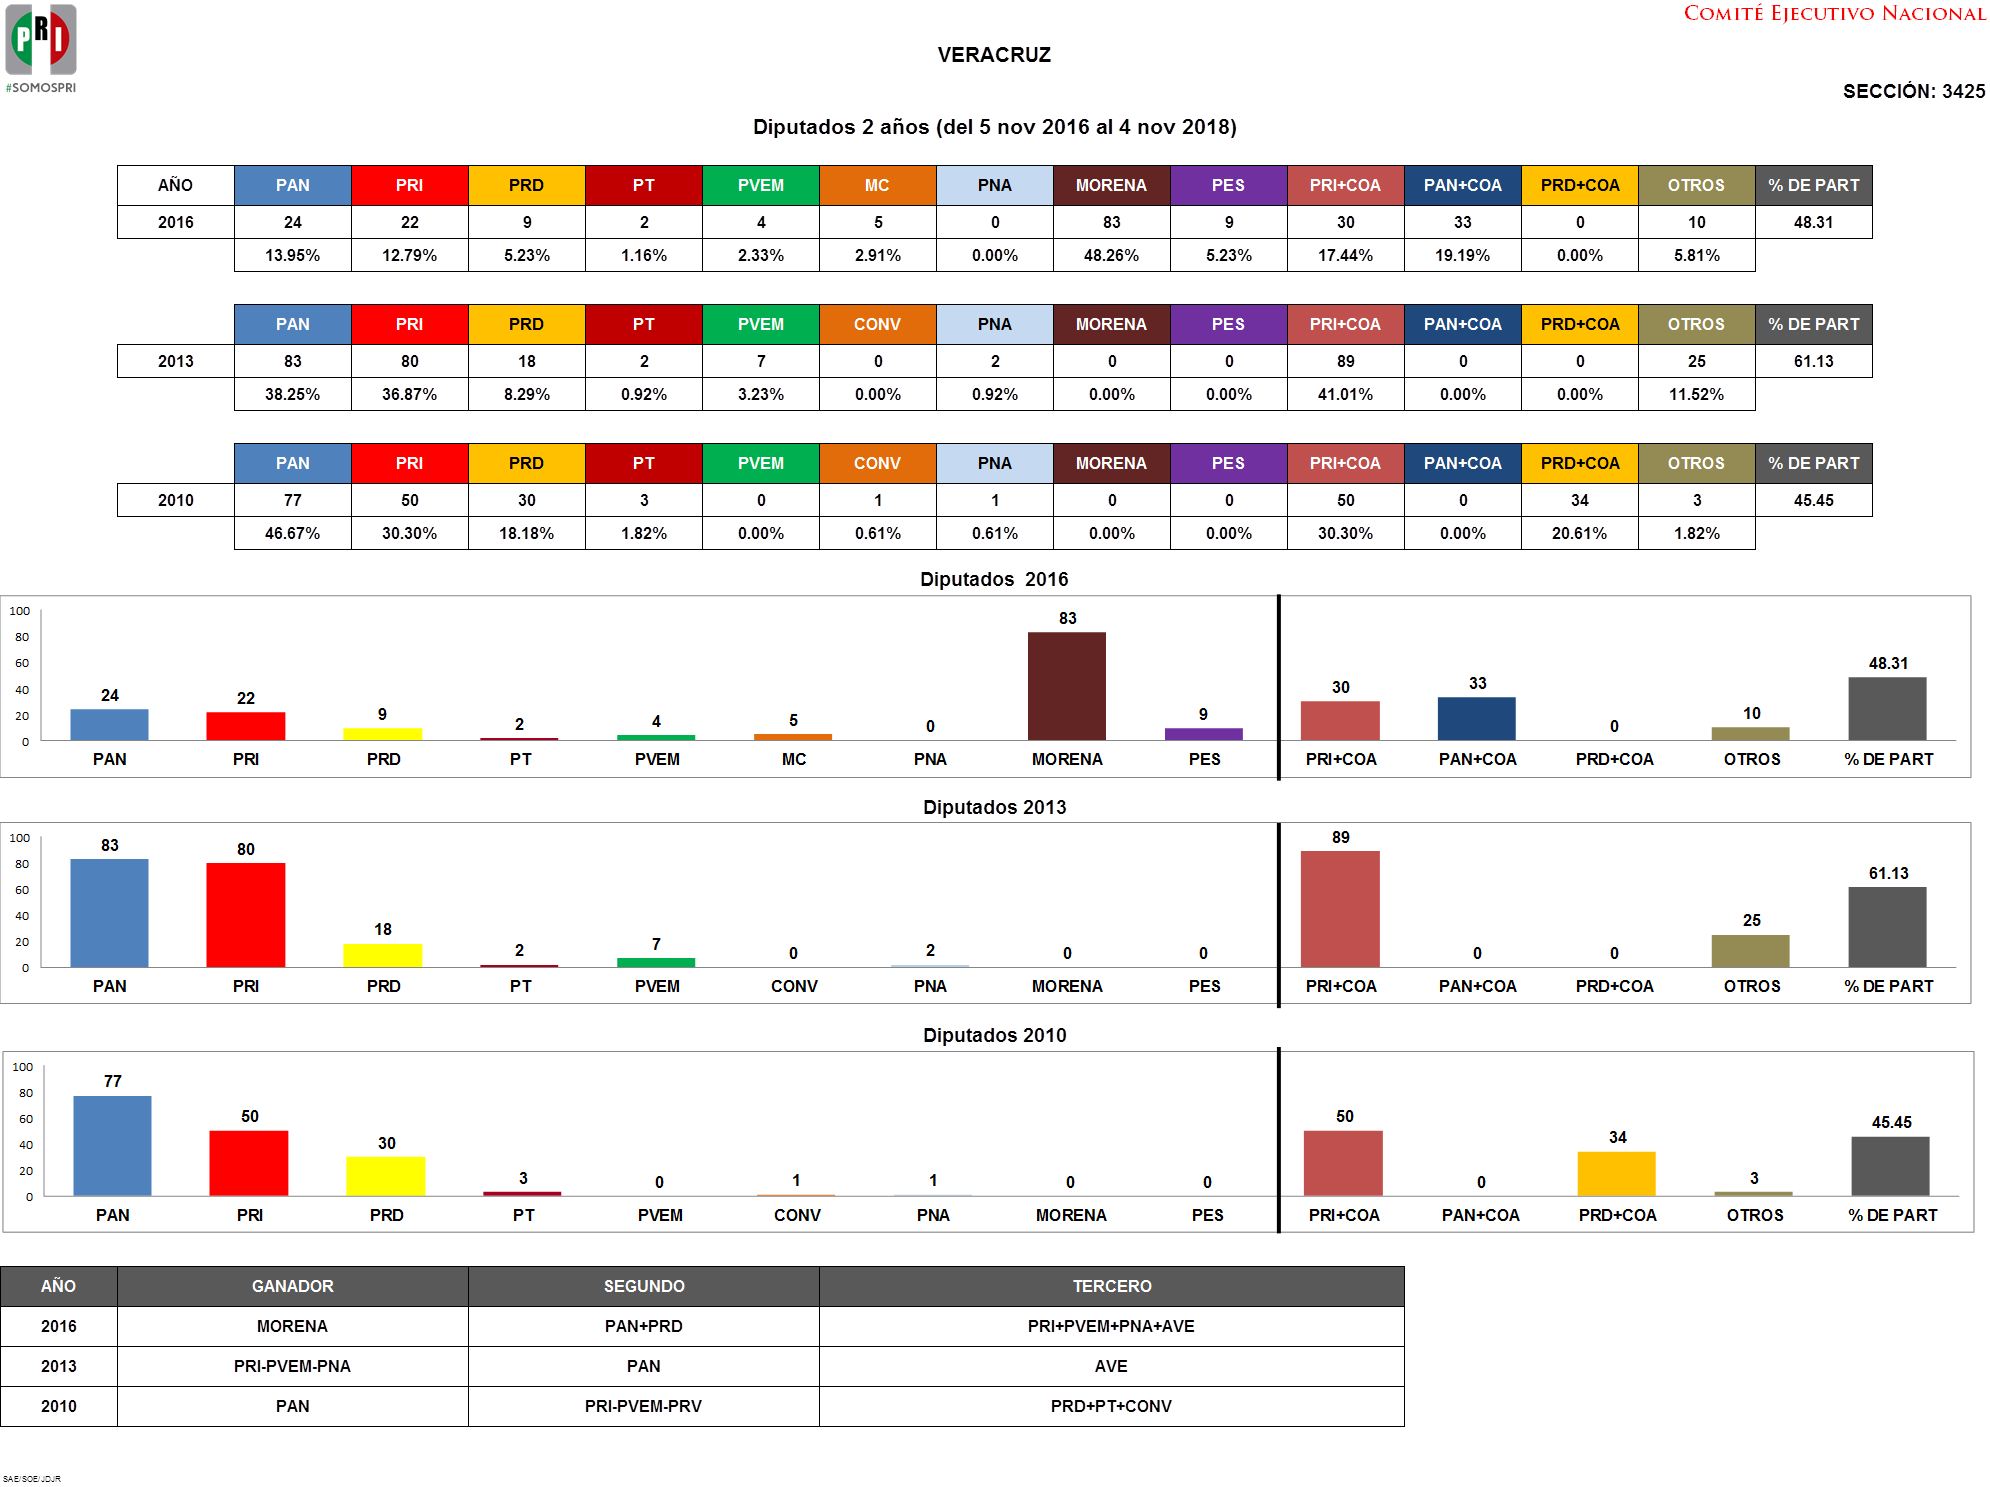 PRI
#SOMOSPRI
COMITÉ EJECUTIVO NACIONAL
VERACRUZ
SECCIÓN: 3425
Diputados 2 años (del 5 nov 2016 al 4 nov 2018)
AÑO PAN PRI PRD PT PVEM MC PNA MORENA PES PRI+COA PAN+COA PRD+COA OTROS % DE PART
2016 24 22 9 2 4 5 0 83 9 30 33 0 10 48.31
13.95% 12.79% 5.23% 1.16% 2.33% 2.91% 0.00% 48.26% 5.23% 17.44% 19.19% 0.00% 5.81%
PAN PRI PRD PT PVEM CONV PNA MORENA PES PRI+COA PAN+COA PRD+COA OTROS % DE PART
2013 83 80 18 2 7 0 2 0 0 89 0 0 25 61.13
38.25% 36.87% 8.29% 0.92% 3.23% 0.00% 0.92% 0.00% 0.00% 41.01% 0.00% 0.00% 11.52%
PAN PRI PRD PT PVEM CONV PNA MORENA PES PRI+COA PAN+COA PRD+COA OTROS % DE PART
2010 77 50 30 3 0 1 1 0 0 50 0 34 3 45.45
46.67% 30.30% 18.18% 1.82% 0.00% 0.61% 0.61% 0.00% 0.00% 30.30% 0.00% 20.61% 1.82%
Diputados 2016
100
80
60
40
20
0
24 22 9 2 4 5 0 83 9 30 33 0 10 48.31
PAN PRI PRD PT PVEM MC PNA MORENA PES PRI+COA PAN+COA PRD+COA OTROS % DE PART
Diputados 2013
100
80
60
40
20
0
83 80 18 2 7 0 2 0 0 89 0 0 25 61.13
PAN PRI PRD PT PVEM CONV PNA MORENA PES PRI+COA PAN+COA PRD+COA OTROS % DE PART
Diputados 2010
100
80
60
40
20
0
77 50 30 3 0 1 1 0 0 50 0 34 3 45.45
PAN PRI PRD PT PVEM CONV PNA MORENA PES PRI+COA PAN+COA PRD+COA OTROS % DE PART
AÑO GANADOR SEGUNDO TERCERO
2016 MORENA PAN+PRD PRI+PVEM+PNA+AVE
2013 PRI-PVEM-PNA PAN AVE
2010 PAN PRI-PVEM-PRV PRD+PT+CONV
SAE/SOE/JDJR